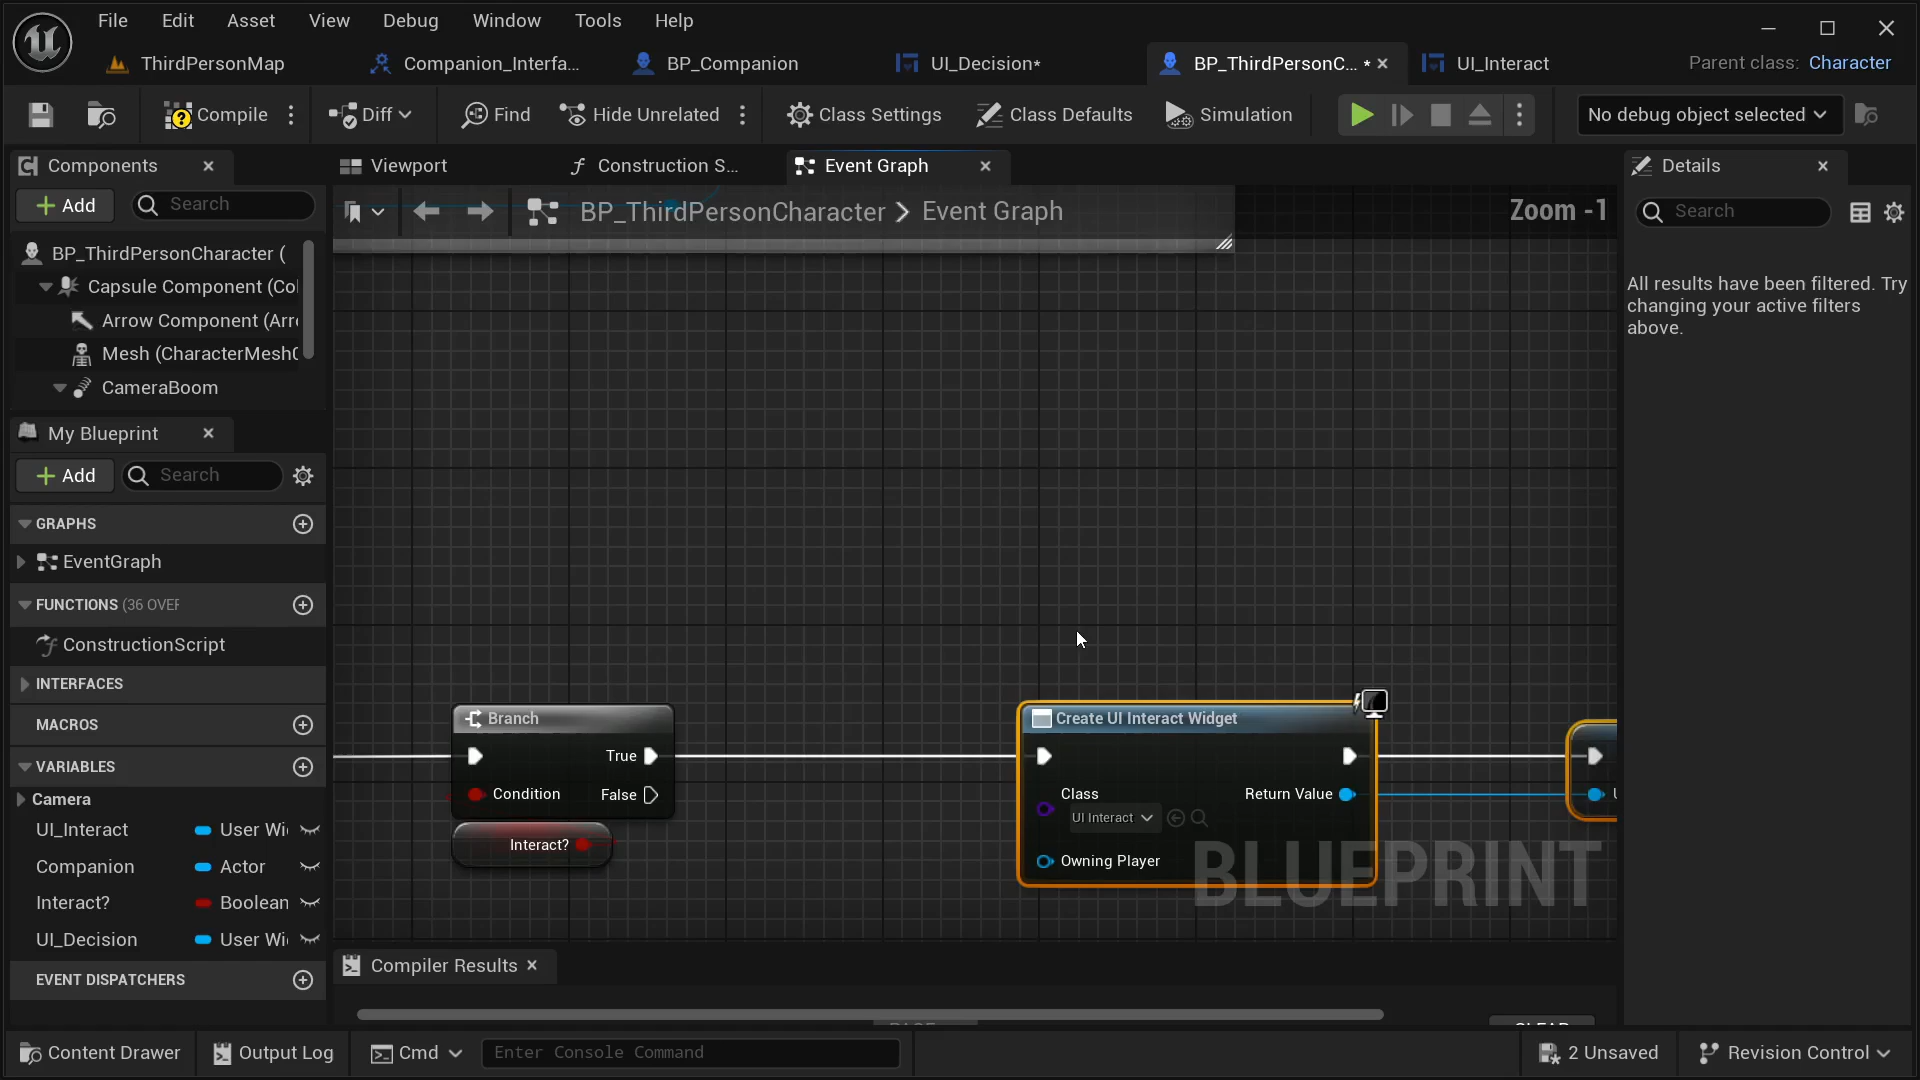 File Edit Asset View Debug Window Tools Help
ThirdPersonMap Companion_Interfa... BP_Companion UI_Decision* BP_ThirdPersonC... * UI_Interact Parent class: Character
Compile Diff Find Hide Unrelated Class Settings Class Defaults Simulation No debug object selected
Components Viewport Construction S... Event Graph Details
Add Search BP_ThirdPersonCharacter > Event Graph Zoom -1 Search
BP_ThirdPersonCharacter (
Capsule Component (Col
Arrow Component (Arro
Mesh (CharacterMesh0
CameraBoom
All results have been filtered. Try
changing your active filters
above.
My Blueprint
Add Search
GRAPHS
EventGraph
FUNCTIONS (36 OVER
ConstructionScript
INTERFACES
MACROS
VARIABLES
Camera
UI_Interact User Wi
Companion Actor
Interact? Boolean
UI_Decision User Wi
EVENT DISPATCHERS
Branch
True
Condition False
Interact?
Create UI Interact Widget
Class Return Value
UI Interact
Owning Player
BLUEPRINT
Compiler Results
Content Drawer Output Log Cmd Enter Console Command 2 Unsaved Revision Control